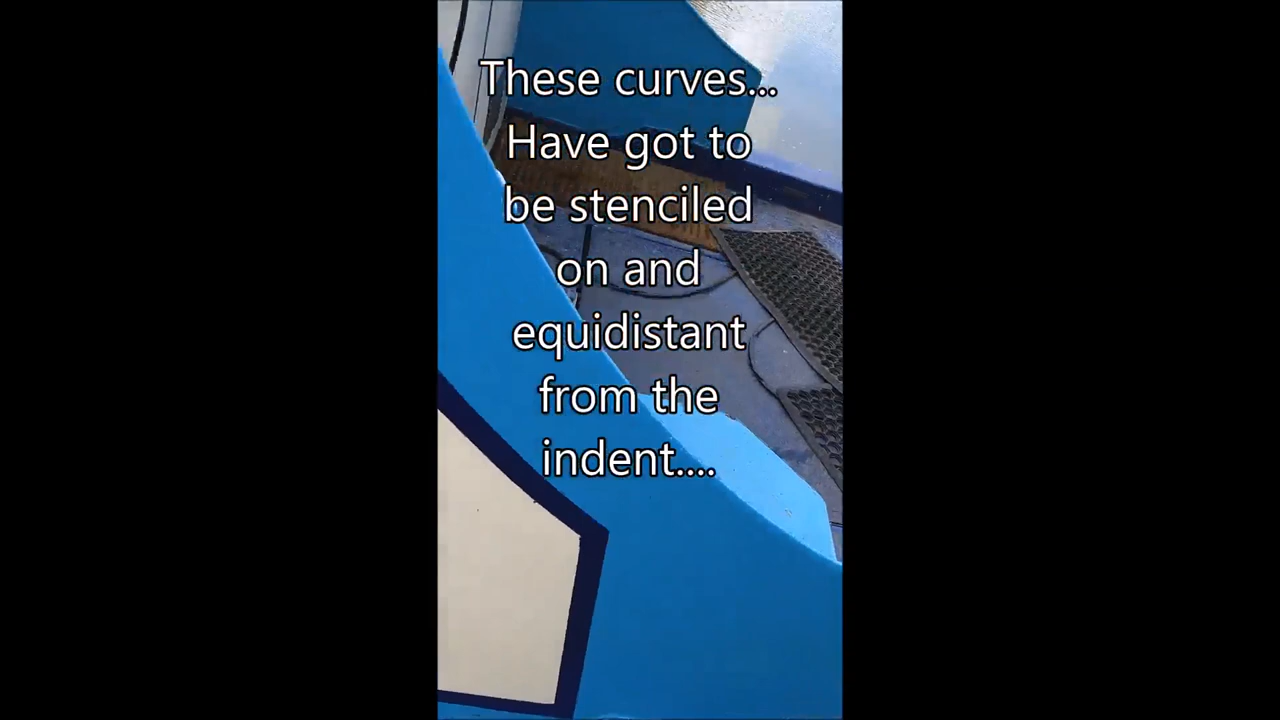 These curves...
Have got to
be stenciled
on and
equidistant
from the
indent....